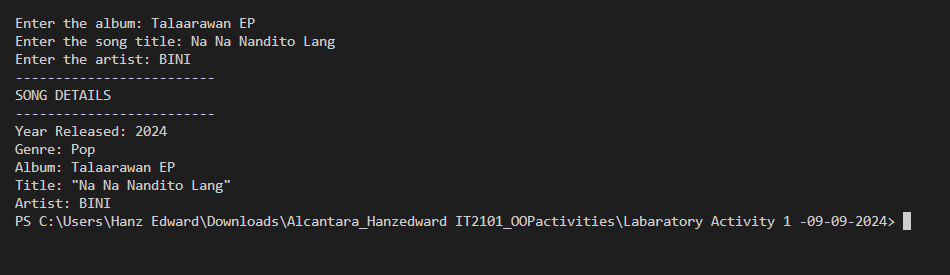 Enter the album: Talaarawan EP
Enter the song title: Na Na Nandito Lang
Enter the artist: BINI
-------------------------
SONG DETAILS
-------------------------
Year Released: 2024
Genre: Pop
Album: Talaarawan EP
Title: "Na Na Nandito Lang"
Artist: BINI
PS C:\Users\Hanz Edward\Downloads\Alcantara_Hanzedward IT2101_OOPactivities\Labaratory Activity 1 -09-09-2024>